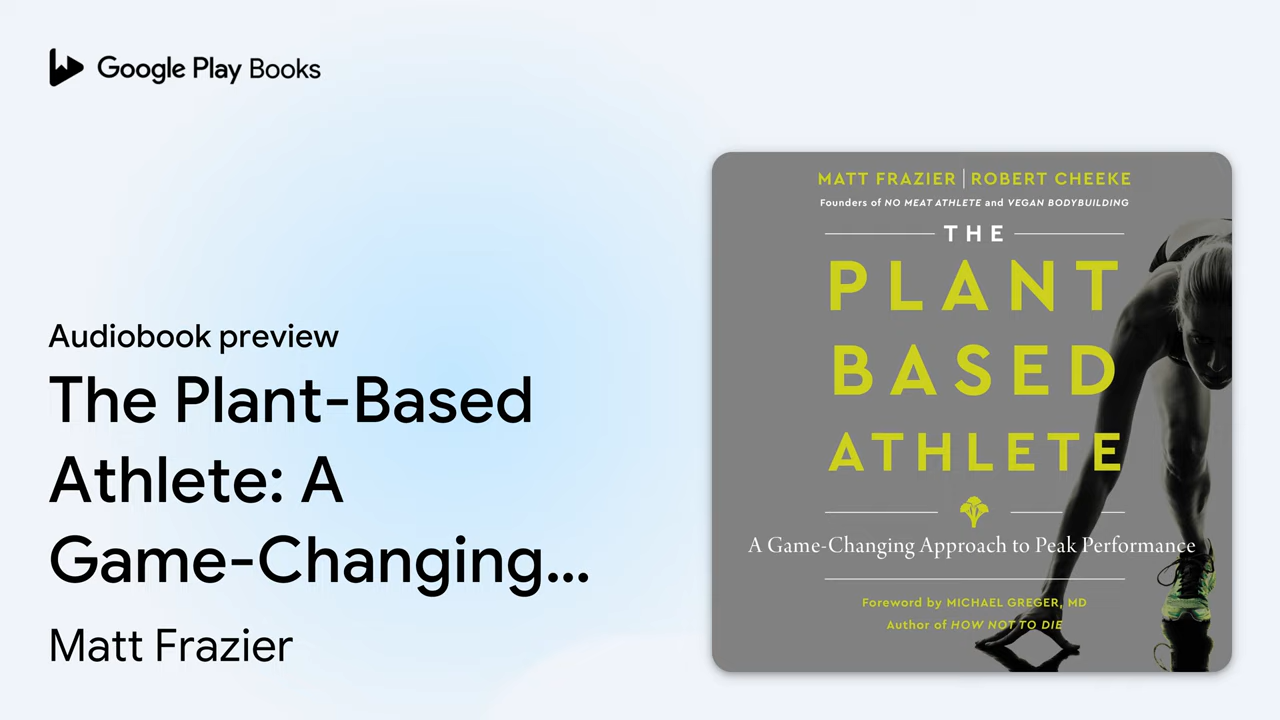 Google Play Books
Audiobook preview
The Plant-Based
Athlete: A
Game-Changing...
Matt Frazier
MATT FRAZIER | ROBERT CHEEKE
Founders of NO MEAT ATHLETE and VEGAN BODYBUILDING
THE
PLANT
BASED
ATHLETE
A Game-Changing Approach to Peak Performance
Foreword by MICHAEL GREGER, MD
Author of HOW NOT TO DIE